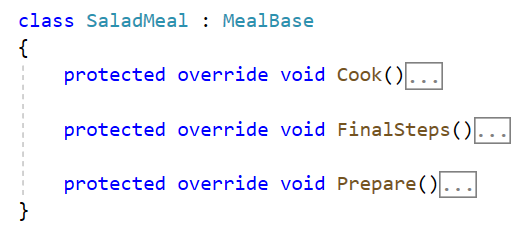 class SaladMeal : MealBase
{
protected override void Cook()...
protected override void FinalSteps()...
protected override void Prepare()...
}